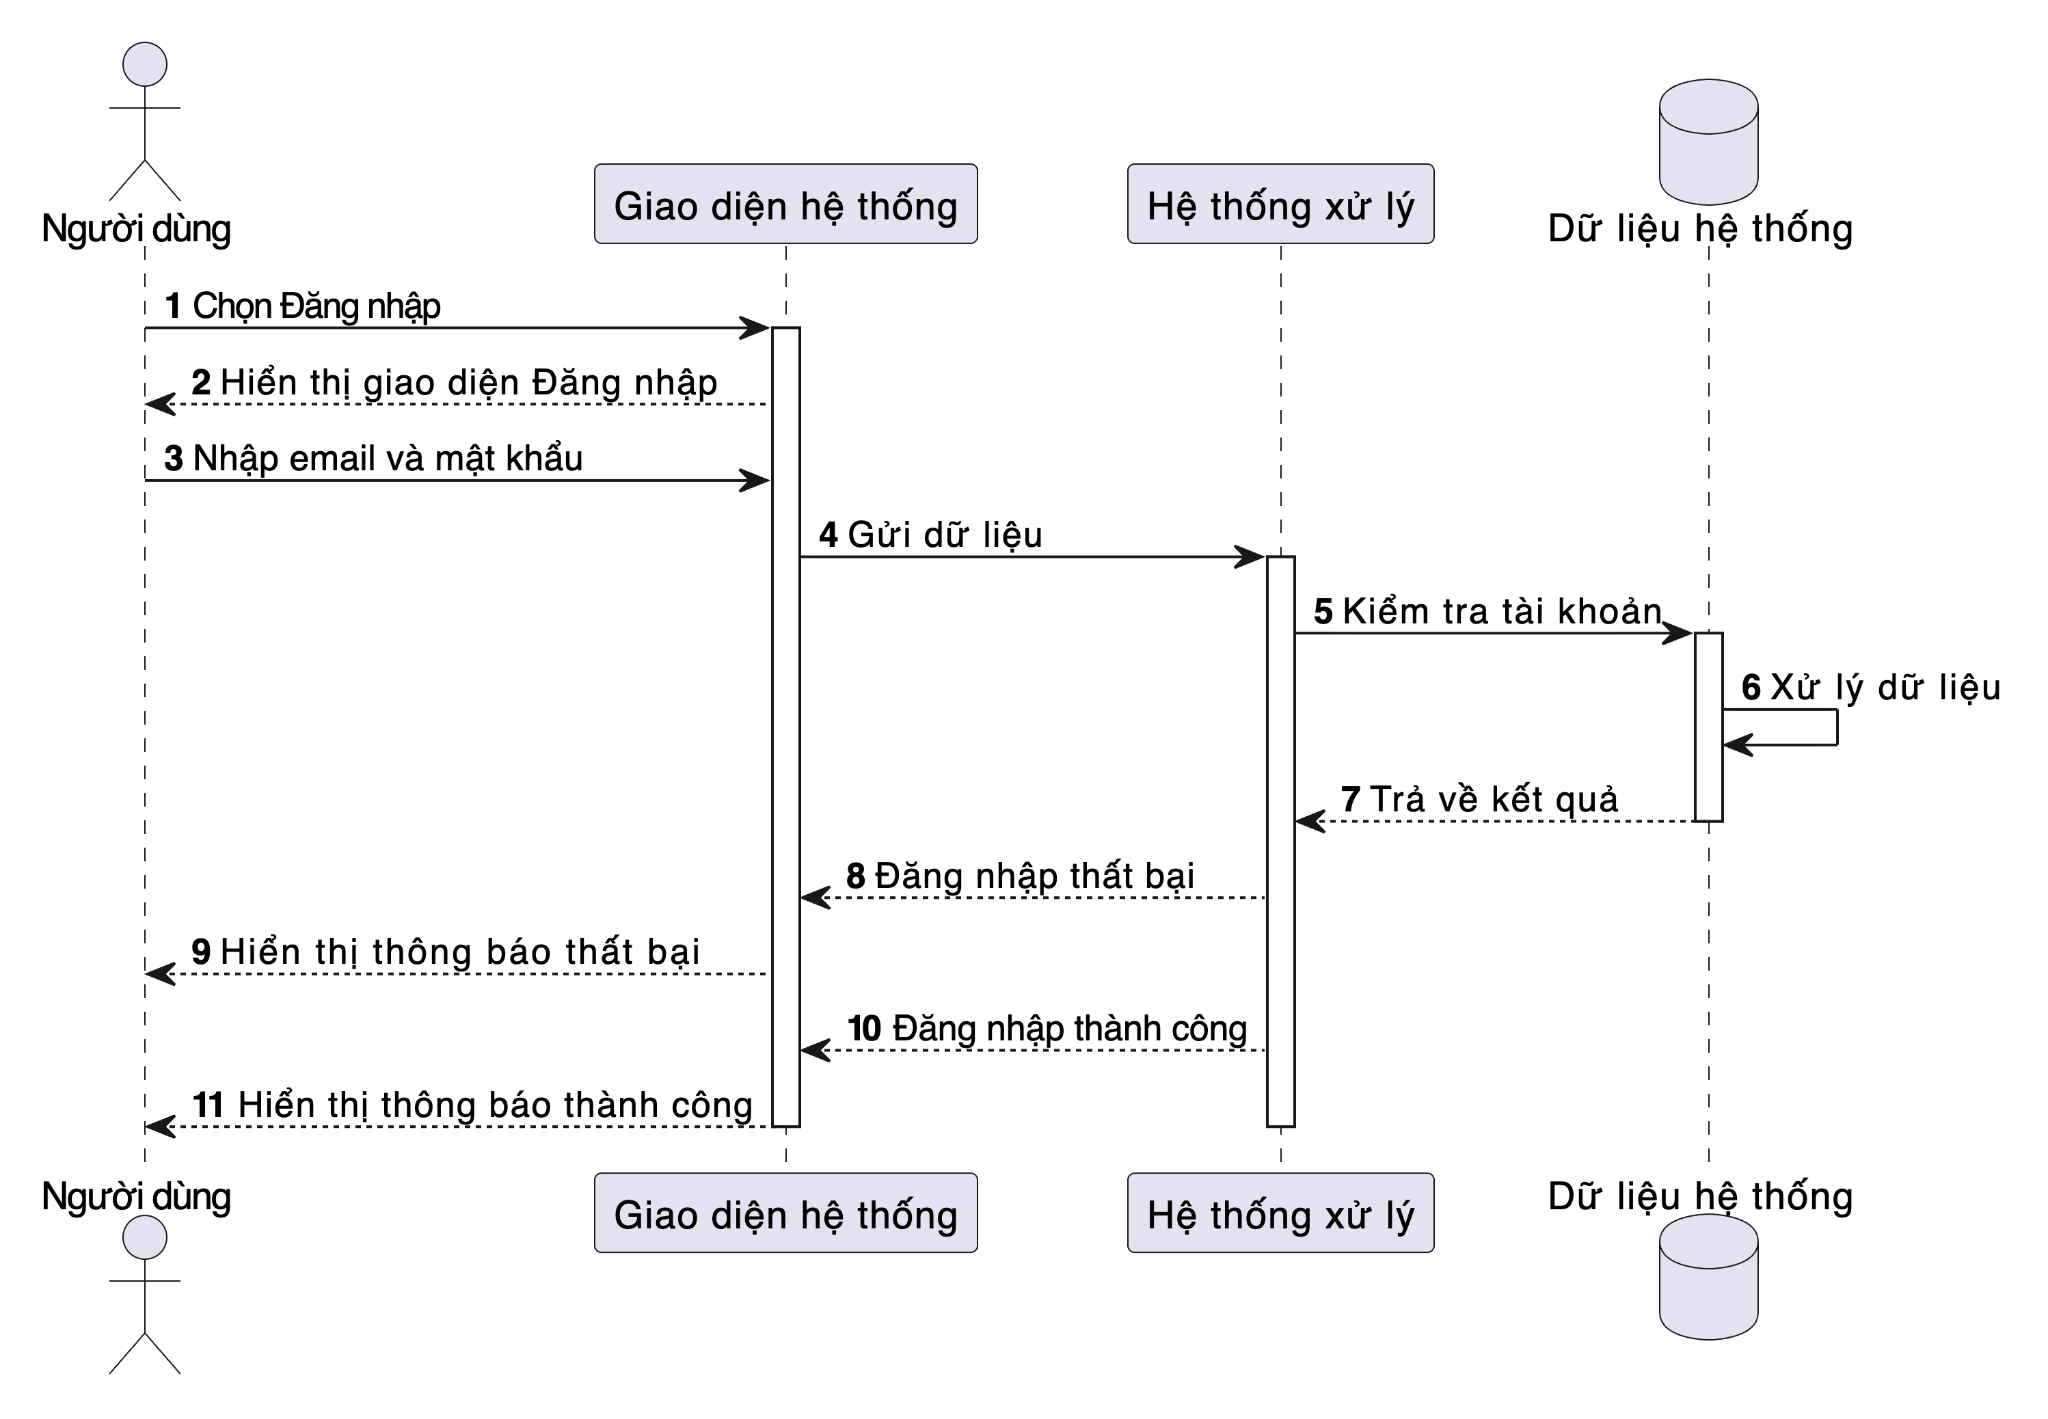 Người dùng
Giao diện hệ thống
Hệ thống xử lý
Dữ liệu hệ thống
1 Chọn Đăng nhập
2 Hiển thị giao diện Đăng nhập
3 Nhập email và mật khẩu
4 Gửi dữ liệu
5 Kiểm tra tài khoản
6 Xử lý dữ liệu
7 Trả về kết quả
8 Đăng nhập thất bại
9 Hiển thị thông báo thất bại
10 Đăng nhập thành công
11 Hiển thị thông báo thành công
Người dùng
Giao diện hệ thống
Hệ thống xử lý
Dữ liệu hệ thống